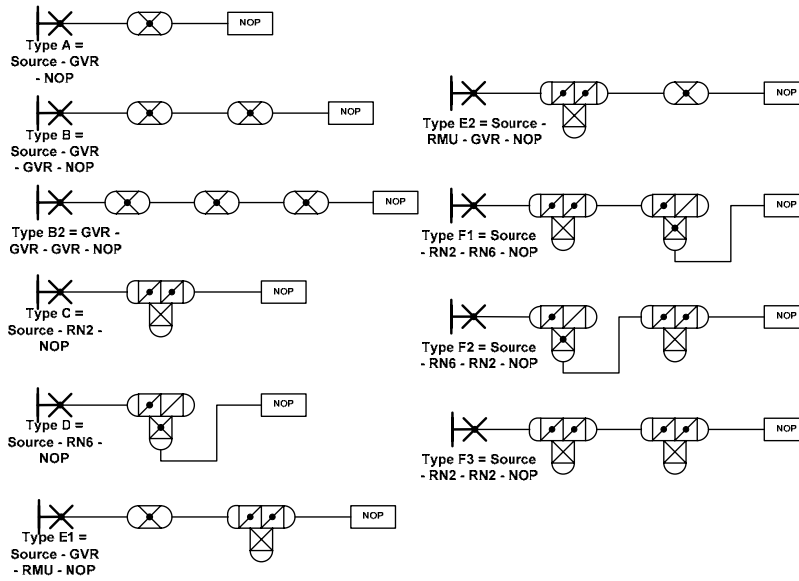 NOP
Type A =
Source - GVR
- NOP
NOP
Type B =
Source - GVR
- GVR - NOP
NOP
Type B2 = GVR -
GVR - GVR - NOP
NOP
Type C =
Source - RN2 -
NOP
NOP
Type D =
Source - RN6 -
NOP
NOP
Type E1 =
Source - GVR
- RMU - NOP
NOP
Type E2 = Source -
RMU - GVR - NOP
NOP
Type F1 = Source
- RN2 - RN6 - NOP
NOP
Type F2 = Source
- RN6 - RN2 - NOP
NOP
Type F3 = Source
- RN2 - RN2 - NOP